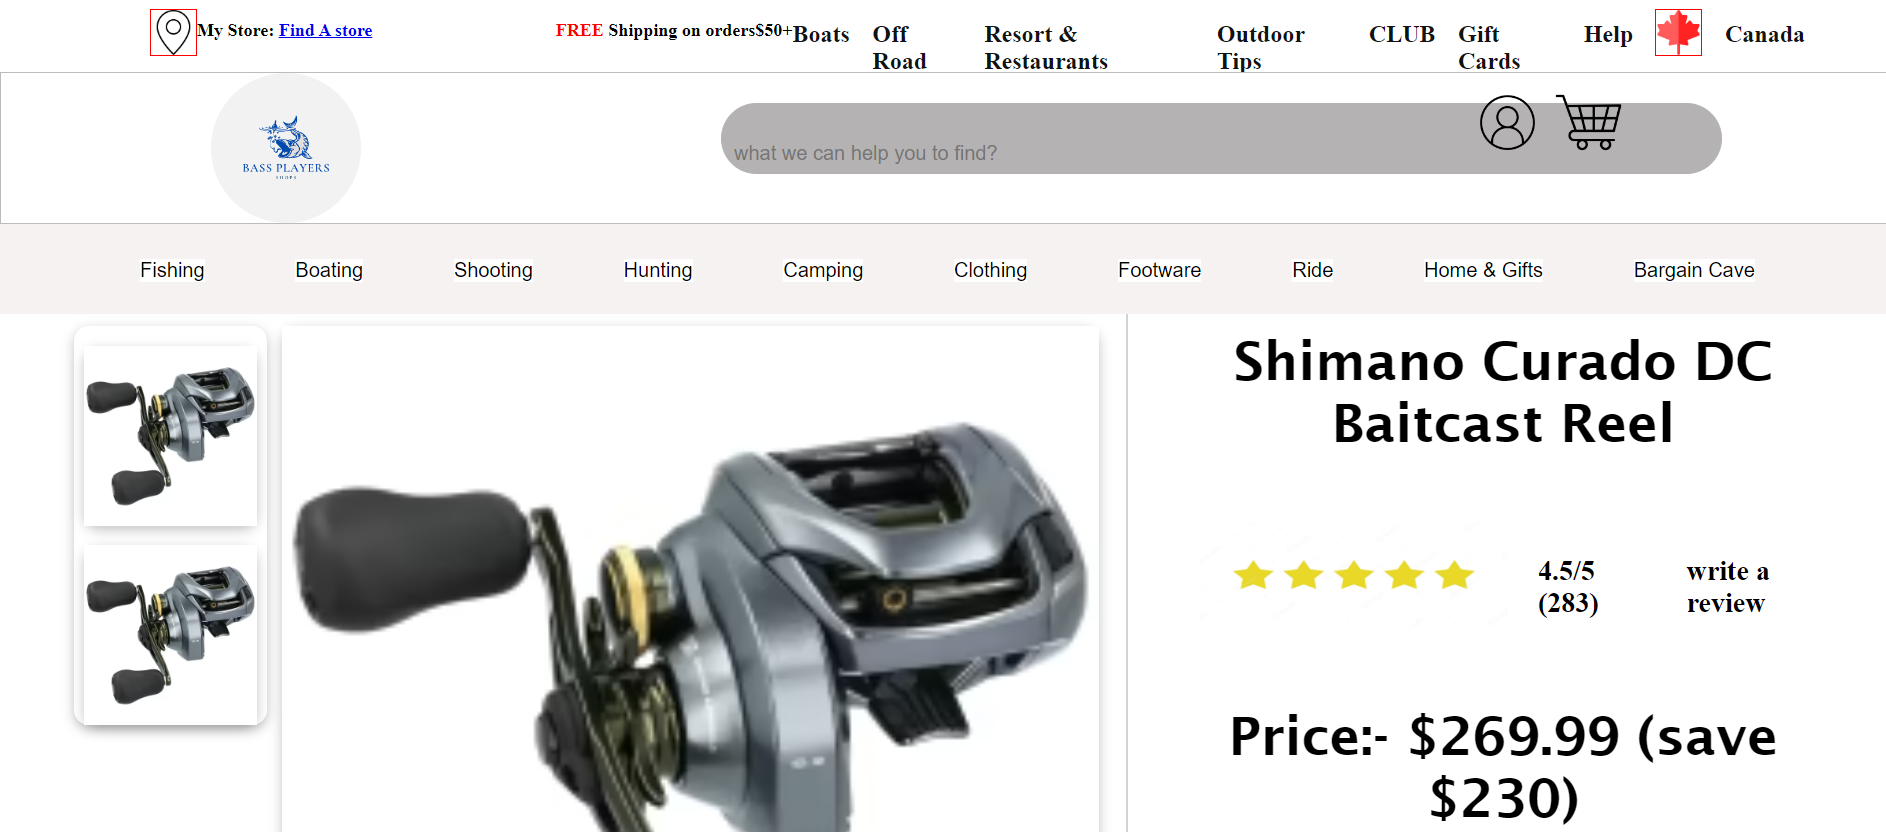 My Store: Find A store
FREE Shipping on orders$50+
Boats
Off
Road
Resort &
Restaurants
Outdoor
Tips
CLUB
Gift
Cards
Help
Canada
BASS PLAYERS
SHOPS
what we can help you to find?
Fishing
Boating
Shooting
Hunting
Camping
Clothing
Footware
Ride
Home & Gifts
Bargain Cave
Shimano Curado DC
Baitcast Reel
4.5/5
(283)
write a
review
Price:- $269.99 (save
$230)